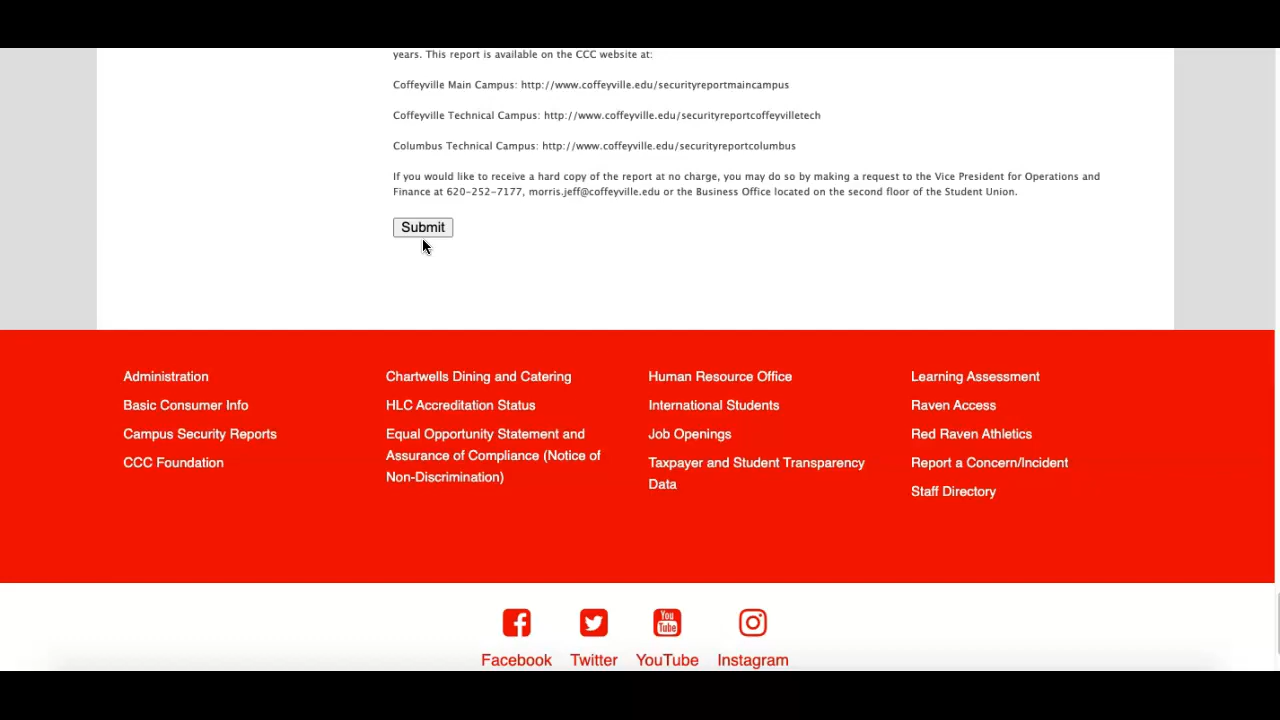 years. This report is available on the CCC website at:
Coffeyville Main Campus: http://www.coffeyville.edu/securityreportmaincampus
Coffeyville Technical Campus: http://www.coffeyville.edu/securityreportcoffeyvilletech
Columbus Technical Campus: http://www.coffeyville.edu/securityreportcolumbus
If you would like to receive a hard copy of the report at no charge, you may do so by making a request to the Vice President for Operations and
Finance at 620-252-7177, morris.jeff@coffeyville.edu or the Business Office located on the second floor of the Student Union.
Submit
Administration
Basic Consumer Info
Campus Security Reports
CCC Foundation
Chartwells Dining and Catering
HLC Accreditation Status
Equal Opportunity Statement and
Assurance of Compliance (Notice of
Non-Discrimination)
Human Resource Office
International Students
Job Openings
Taxpayer and Student Transparency
Data
Learning Assessment
Raven Access
Red Raven Athletics
Report a Concern/Incident
Staff Directory
You
Tube
Facebook Twitter YouTube Instagram